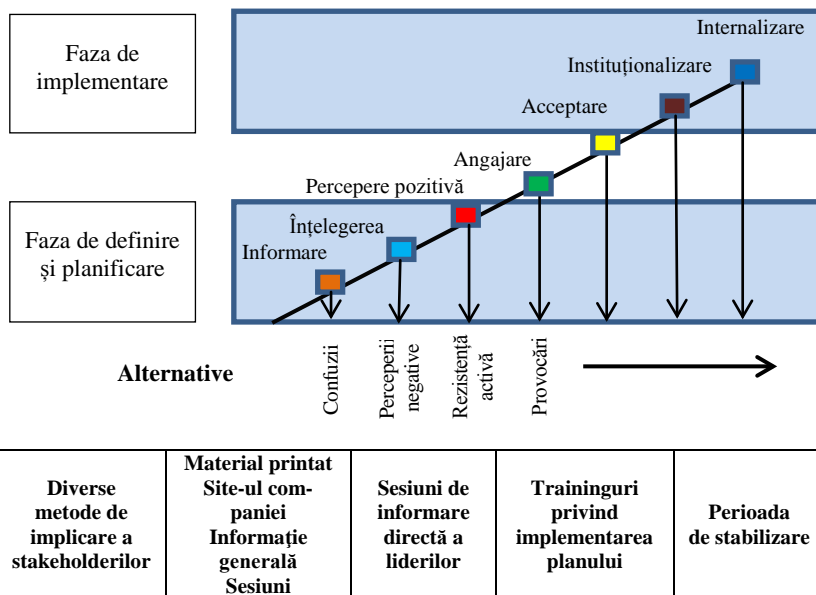 Faza de
implementare
Internalizare
Instituționalizare
Acceptare
Angajare
Percepere pozitivă
Faza de definire
și planificare
Înțelegerea
Informare
Alternative
Confuzii
Perceperii
negative
Rezistență
activă
Provocări
Diverse
metode de
implicare a
stakeholderilor
Material printat
Site-ul com-
paniei
Informație
generală
Sesiuni
Sesiuni de
informare
directă a
liderilor
Traininguri
privind
implementarea
planului
Perioada
de stabilizare